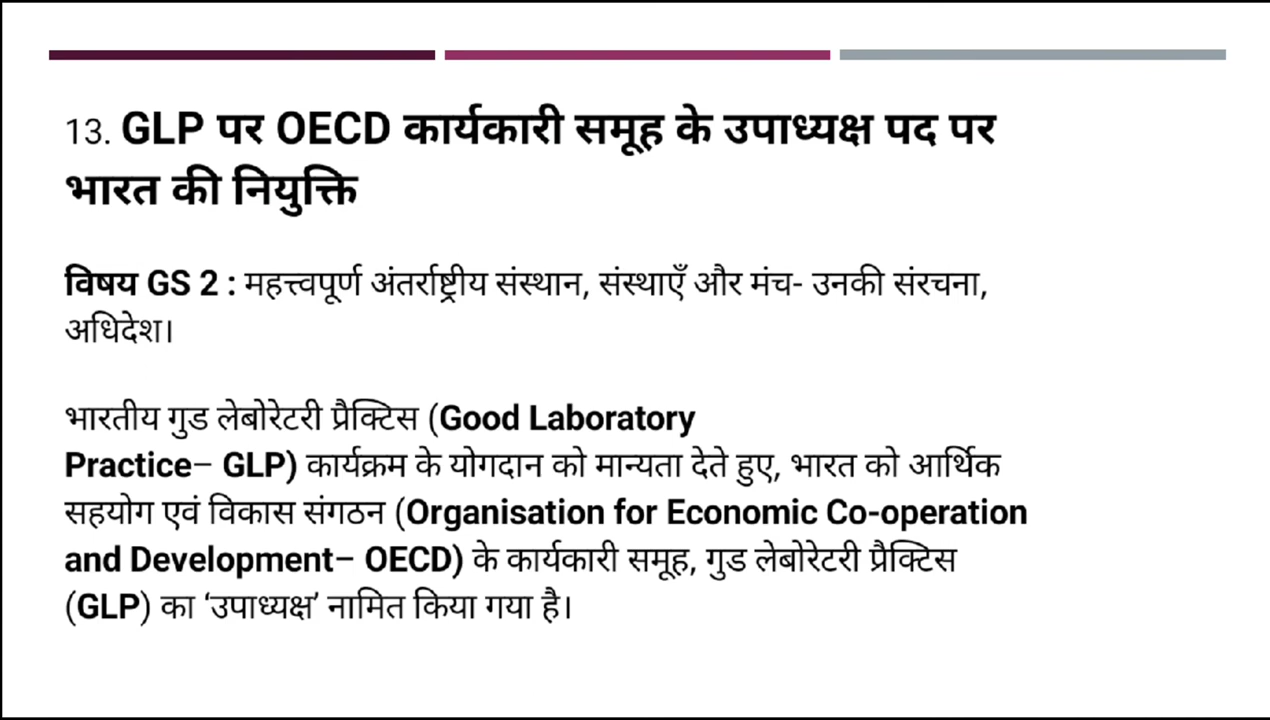 13. GLP पर OECD कार्यकारी समूह के उपाध्यक्ष पद पर
भारत की नियुक्ति
विषय GS 2 : महत्त्वपूर्ण अंतर्राष्ट्रीय संस्थान, संस्थाएँ और मंच- उनकी संरचना,
अधिदेश।
भारतीय गुड लेबोरेटरी प्रैक्टिस (Good Laboratory
Practice– GLP) कार्यक्रम के योगदान को मान्यता देते हुए, भारत को आर्थिक
सहयोग एवं विकास संगठन (Organisation for Economic Co-operation
and Development– OECD) के कार्यकारी समूह, गुड लेबोरेटरी प्रैक्टिस
(GLP) का ‘उपाध्यक्ष’ नामित किया गया है।